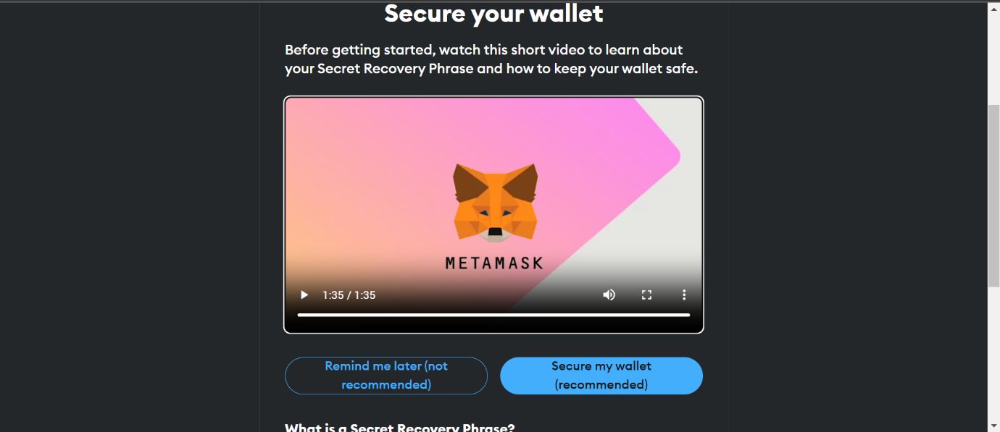 Secure your wallet
Before getting started, watch this short video to learn about
your Secret Recovery Phrase and how to keep your wallet safe.
METAMASK
1:35 / 1:35
Remind me later (not
recommended)
Secure my wallet
(recommended)
What is a Secret Recovery Phrase?